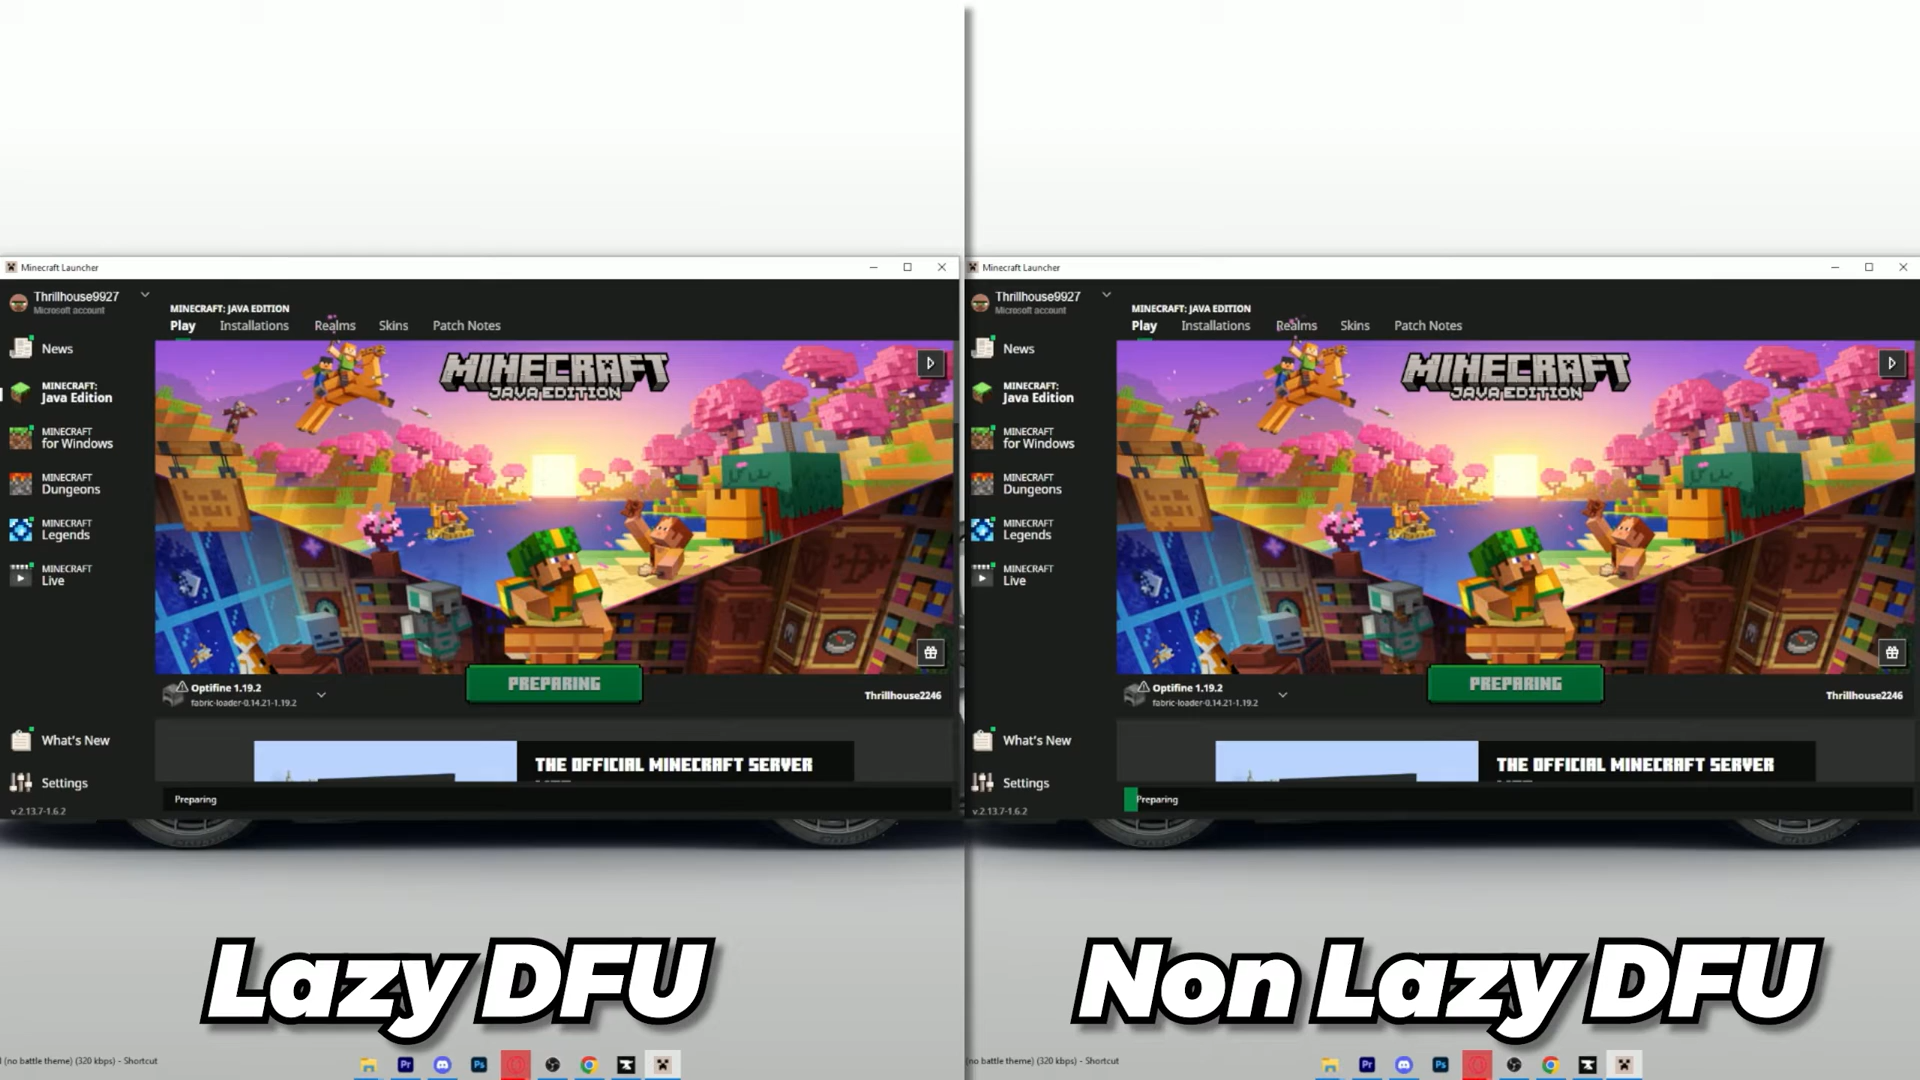 Minecraft Launcher
Thrillhouse9927
Microsoft account
MINECRAFT: JAVA EDITION
Play Installations Realms Skins Patch Notes
News
MINECRAFT:
Java Edition
MINECRAFT
for Windows
MINECRAFT
Dungeons
MINECRAFT
Legends
MINECRAFT
Live
What's New
Settings
v.2.13.7-1.6.2
MINECRAFT
JAVA EDITION
Optifine 1.19.2
fabric-loader-0.14.21-1.19.2
PREPARING
Thrillhouse2246
THE OFFICIAL MINECRAFT SERVER
Preparing
Lazy DFU
(no battle theme) (320 kbps) - Shortcut
Pr
Ps
Minecraft Launcher
Thrillhouse9927
Microsoft account
MINECRAFT: JAVA EDITION
Play Installations Realms Skins Patch Notes
News
MINECRAFT:
Java Edition
MINECRAFT
for Windows
MINECRAFT
Dungeons
MINECRAFT
Legends
MINECRAFT
Live
What's New
Settings
v.2.13.7-1.6.2
MINECRAFT
JAVA EDITION
Optifine 1.19.2
fabric-loader-0.14.21-1.19.2
PREPARING
Thrillhouse2246
THE OFFICIAL MINECRAFT SERVER
Preparing
Non Lazy DFU
(no battle theme) (320 kbps) - Shortcut
Pr
Ps